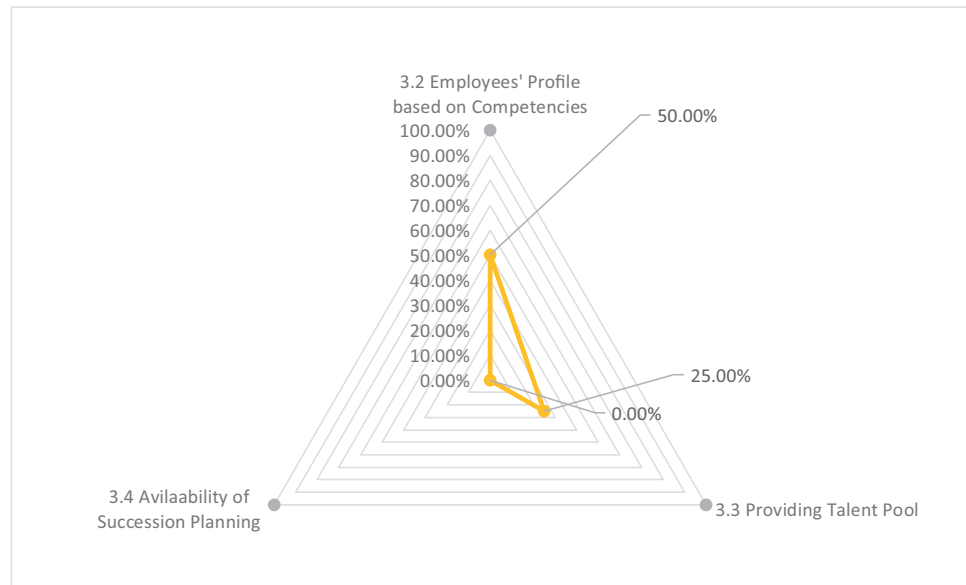 3.2 Employees' Profile
based on Competencies
50.00%
100.00%
90.00%
80.00%
70.00%
60.00%
50.00%
40.00%
30.00%
20.00%
10.00%
0.00%
25.00%
0.00%
3.4 Avilaability of
Succession Planning
3.3 Providing Talent Pool